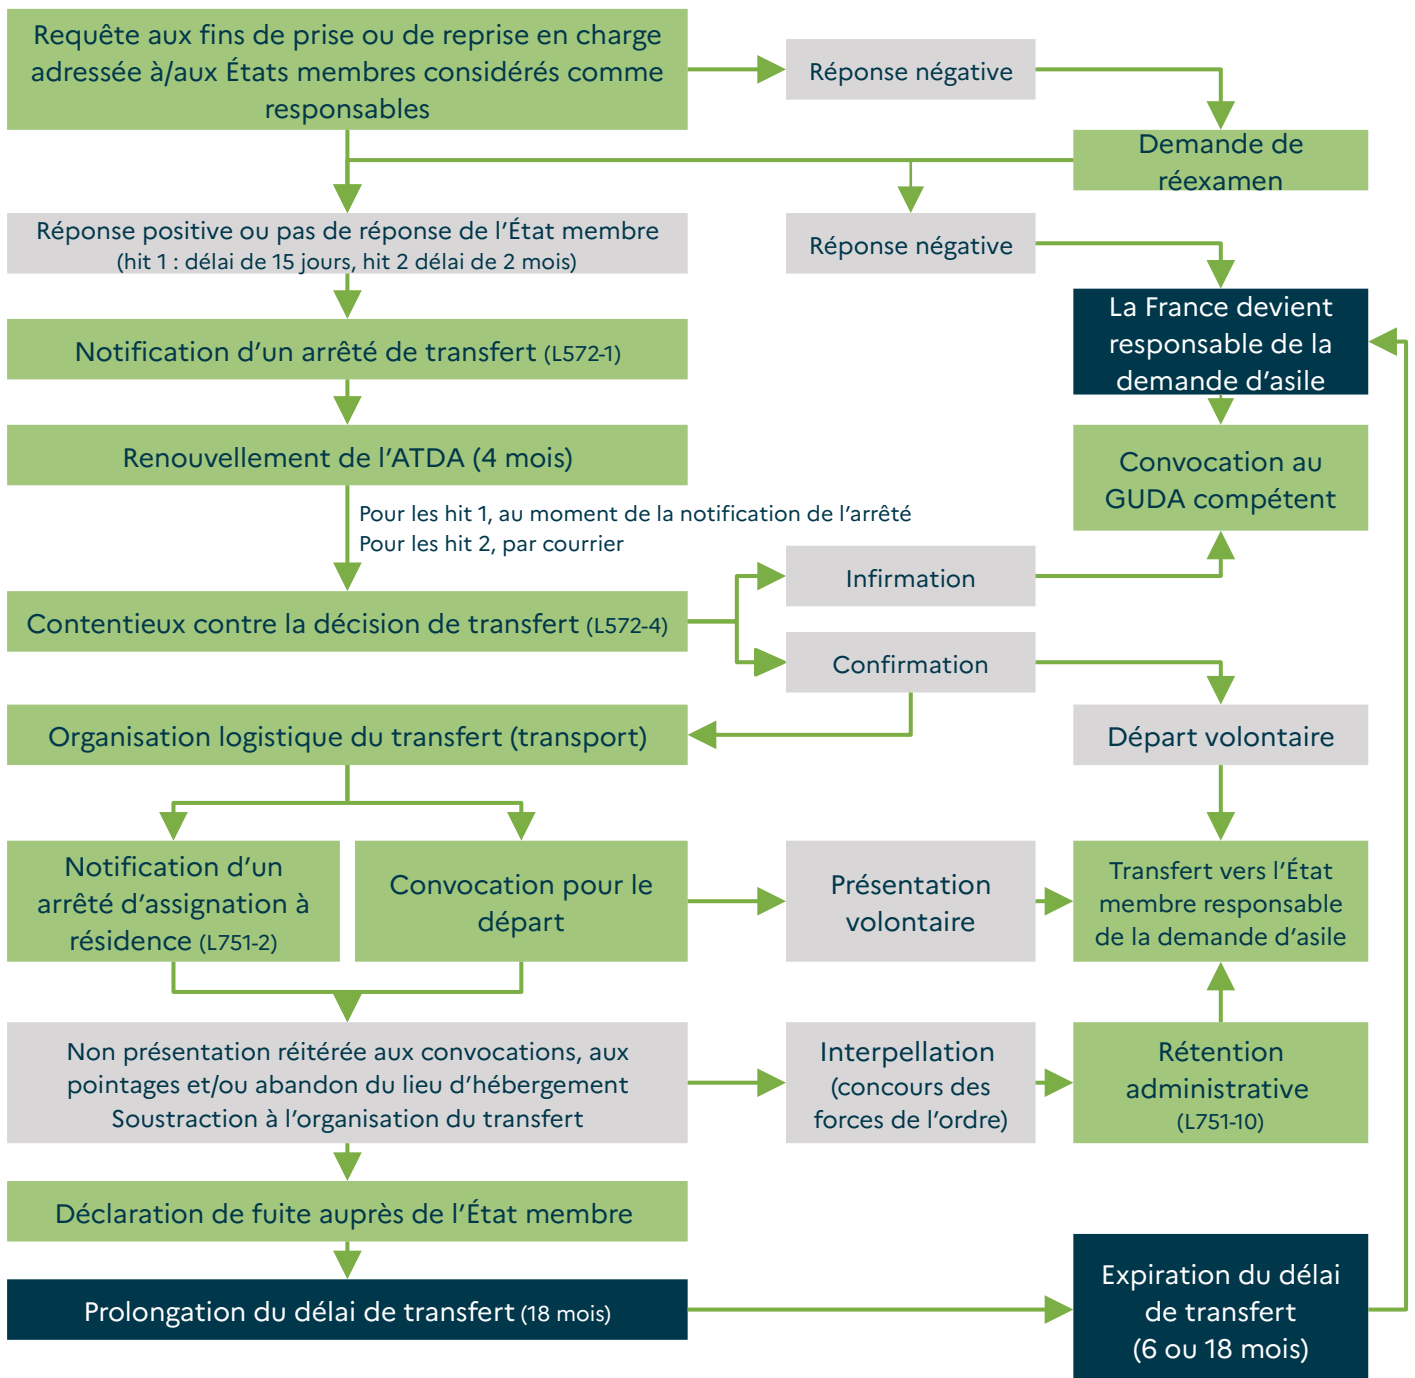 Requête aux fins de prise ou de reprise en charge
adressée à/aux États membres considérés comme
responsables
Réponse négative
Demande de
réexamen
Réponse positive ou pas de réponse de l'État membre
(hit 1 : délai de 15 jours, hit 2 délai de 2 mois)
Réponse négative
La France devient
responsable de la
demande d'asile
Notification d'un arrêté de transfert (L572-1)
Renouvellement de l'ATDA (4 mois)
Convocation au
GUDA compétent
Pour les hit 1, au moment de la notification de l'arrêté
Pour les hit 2, par courrier
Infirmation
Contentieux contre la décision de transfert (L572-4)
Confirmation
Organisation logistique du transfert (transport)
Départ volontaire
Notification d'un
arrêté d'assignation à
résidence (L751-2)
Convocation pour le
départ
Présentation
volontaire
Transfert vers l'État
membre responsable
de la demande d'asile
Non présentation réitérée aux convocations, aux
pointages et/ou abandon du lieu d'hébergement
Soustraction à l'organisation du transfert
Interpellation
(concours des
forces de l'ordre)
Rétention
administrative
(L751-10)
Déclaration de fuite auprès de l'État membre
Prolongation du délai de transfert (18 mois)
Expiration du délai
de transfert
(6 ou 18 mois)